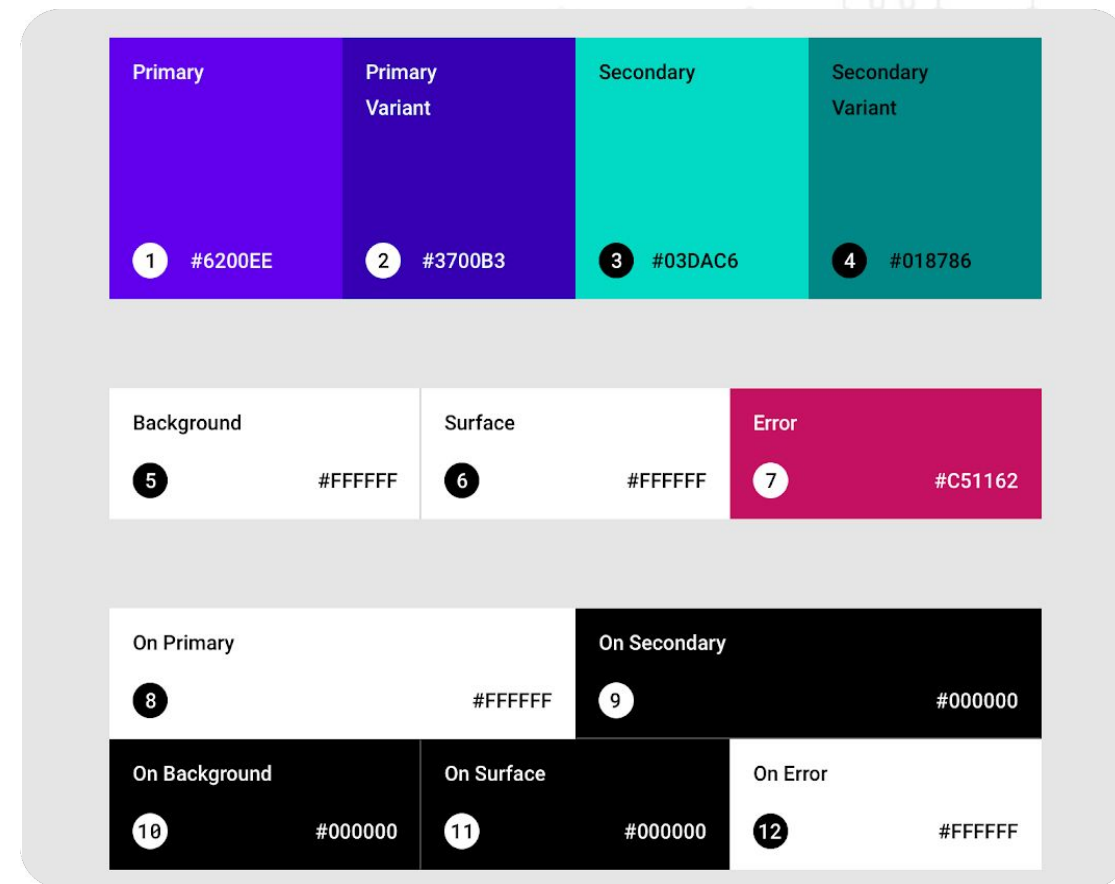 Primary
Primary
Variant
Secondary
Secondary
Variant
1 #6200EE
2 #3700B3
3 #03DAC6
4 #018786
Background
Surface
Error
5 #FFFFFF
6 #FFFFFF
7 #C51162
On Primary
On Secondary
8 #FFFFFF
9 #000000
On Background
On Surface
On Error
10 #000000
11 #000000
12 #FFFFFF